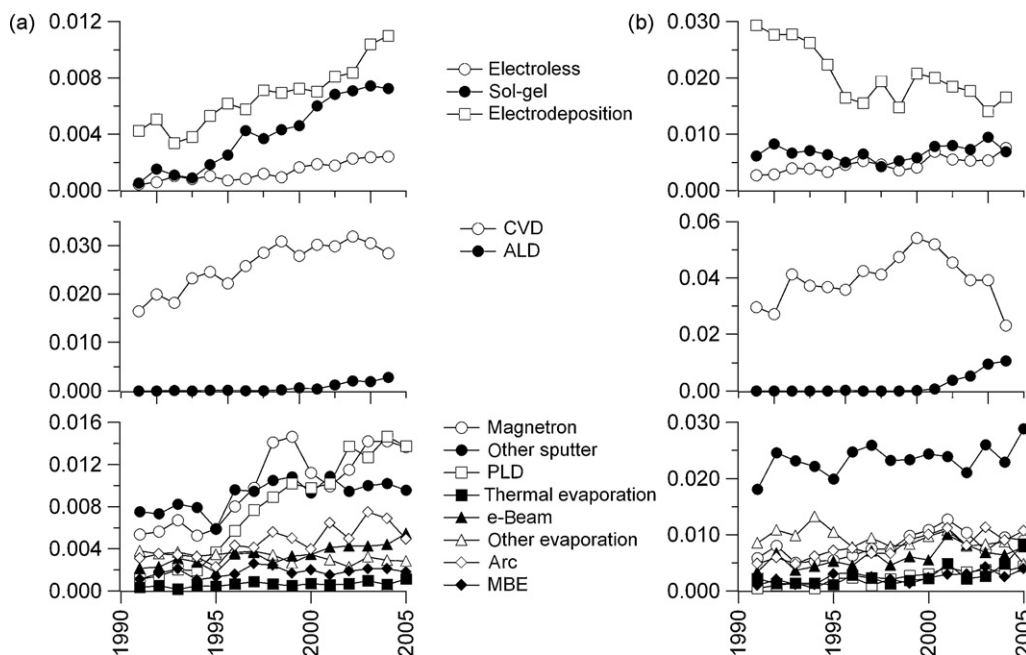 (a)
0.012
0.008
0.004
0.000
Electroless
Sol-gel
Electrodeposition
(b)
0.030
0.020
0.010
0.000
0.030
0.020
0.010
0.000
CVD
ALD
0.06
0.04
0.02
0.00
0.016
0.012
0.008
0.004
0.000
1990
1995
2000
2005
Magnetron
Other sputter
PLD
Thermal evaporation
e-Beam
Other evaporation
Arc
MBE
0.030
0.020
0.010
0.000
1990
1995
2000
2005